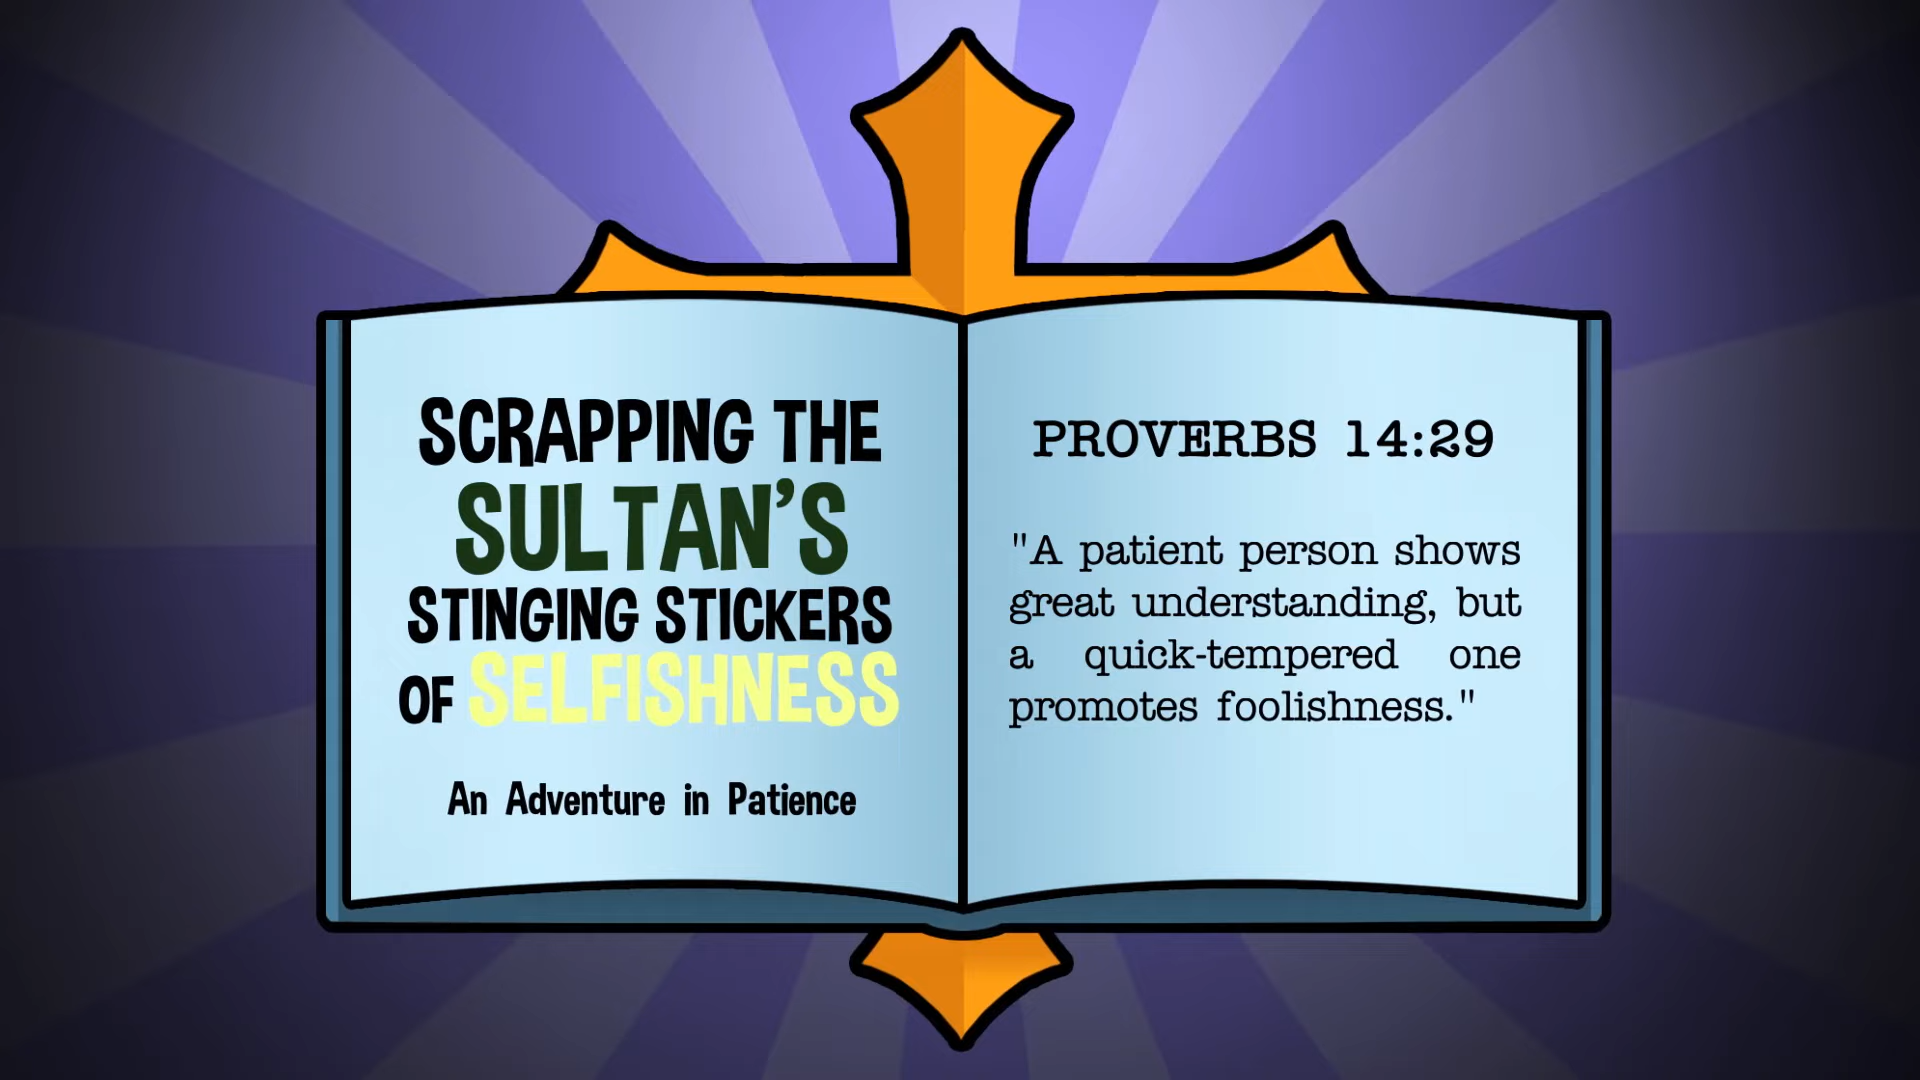 SCRAPPING THE
SULTAN'S
STINGING STICKERS
OF SELFISHNESS
An Adventure in Patience
PROVERBS 14:29
"A patient person shows
great understanding, but
a quick-tempered one
promotes foolishness."